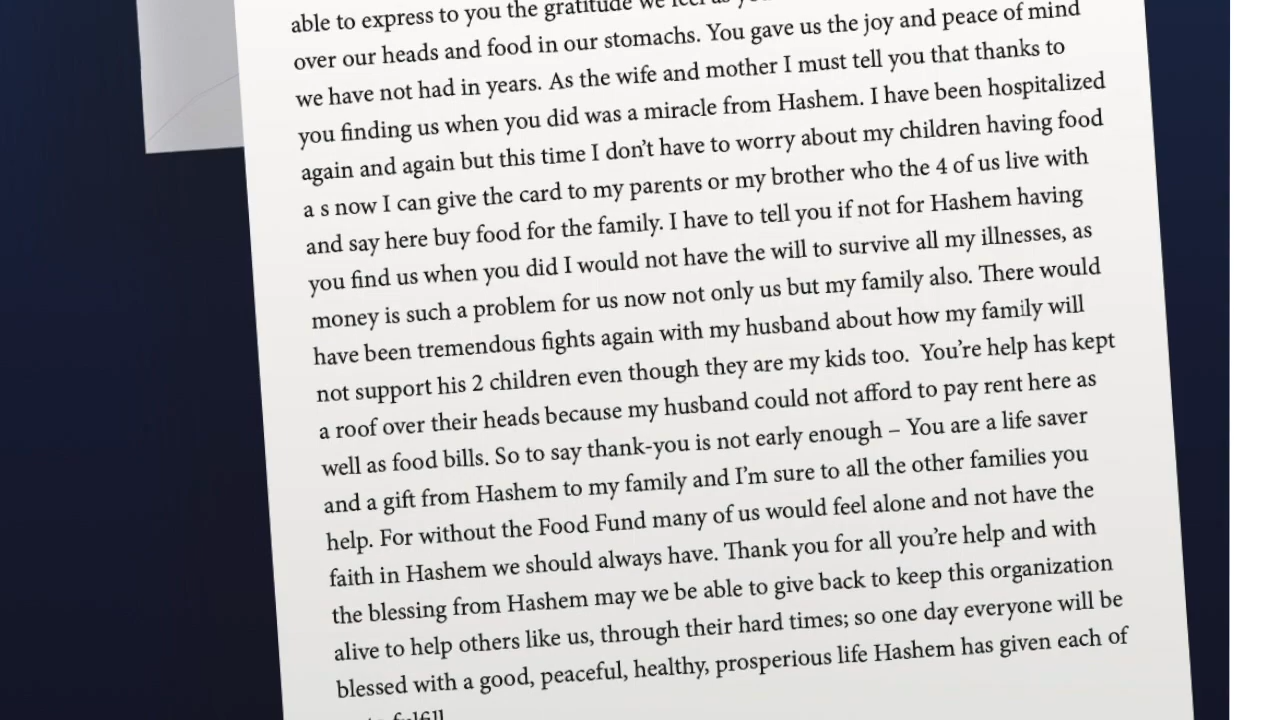 able to express to you the gratitude we feel as
over our heads and food in our stomachs. You gave us the joy and peace of mind
we have not had in years. As the wife and mother I must tell you that thanks to
you finding us when you did was a miracle from Hashem. I have been hospitalized
again and again but this time I don't have to worry about my children having food
a s now I can give the card to my parents or my brother who the 4 of us live with
and say here buy food for the family. I have to tell you if not for Hashem having
you find us when you did I would not have the will to survive all my illnesses, as
money is such a problem for us now not only us but my family also. There would
have been tremendous fights again with my husband about how my family will
not support his 2 children even though they are my kids too.  You're help has kept
a roof over their heads because my husband could not afford to pay rent here as
well as food bills. So to say thank-you is not early enough – You are a life saver
and a gift from Hashem to my family and I'm sure to all the other families you
help. For without the Food Fund many of us would feel alone and not have the
faith in Hashem we should always have. Thank you for all you're help and with
the blessing from Hashem may we be able to give back to keep this organization
alive to help others like us, through their hard times; so one day everyone will be
blessed with a good, peaceful, healthy, prosperious life Hashem has given each of
fulfill